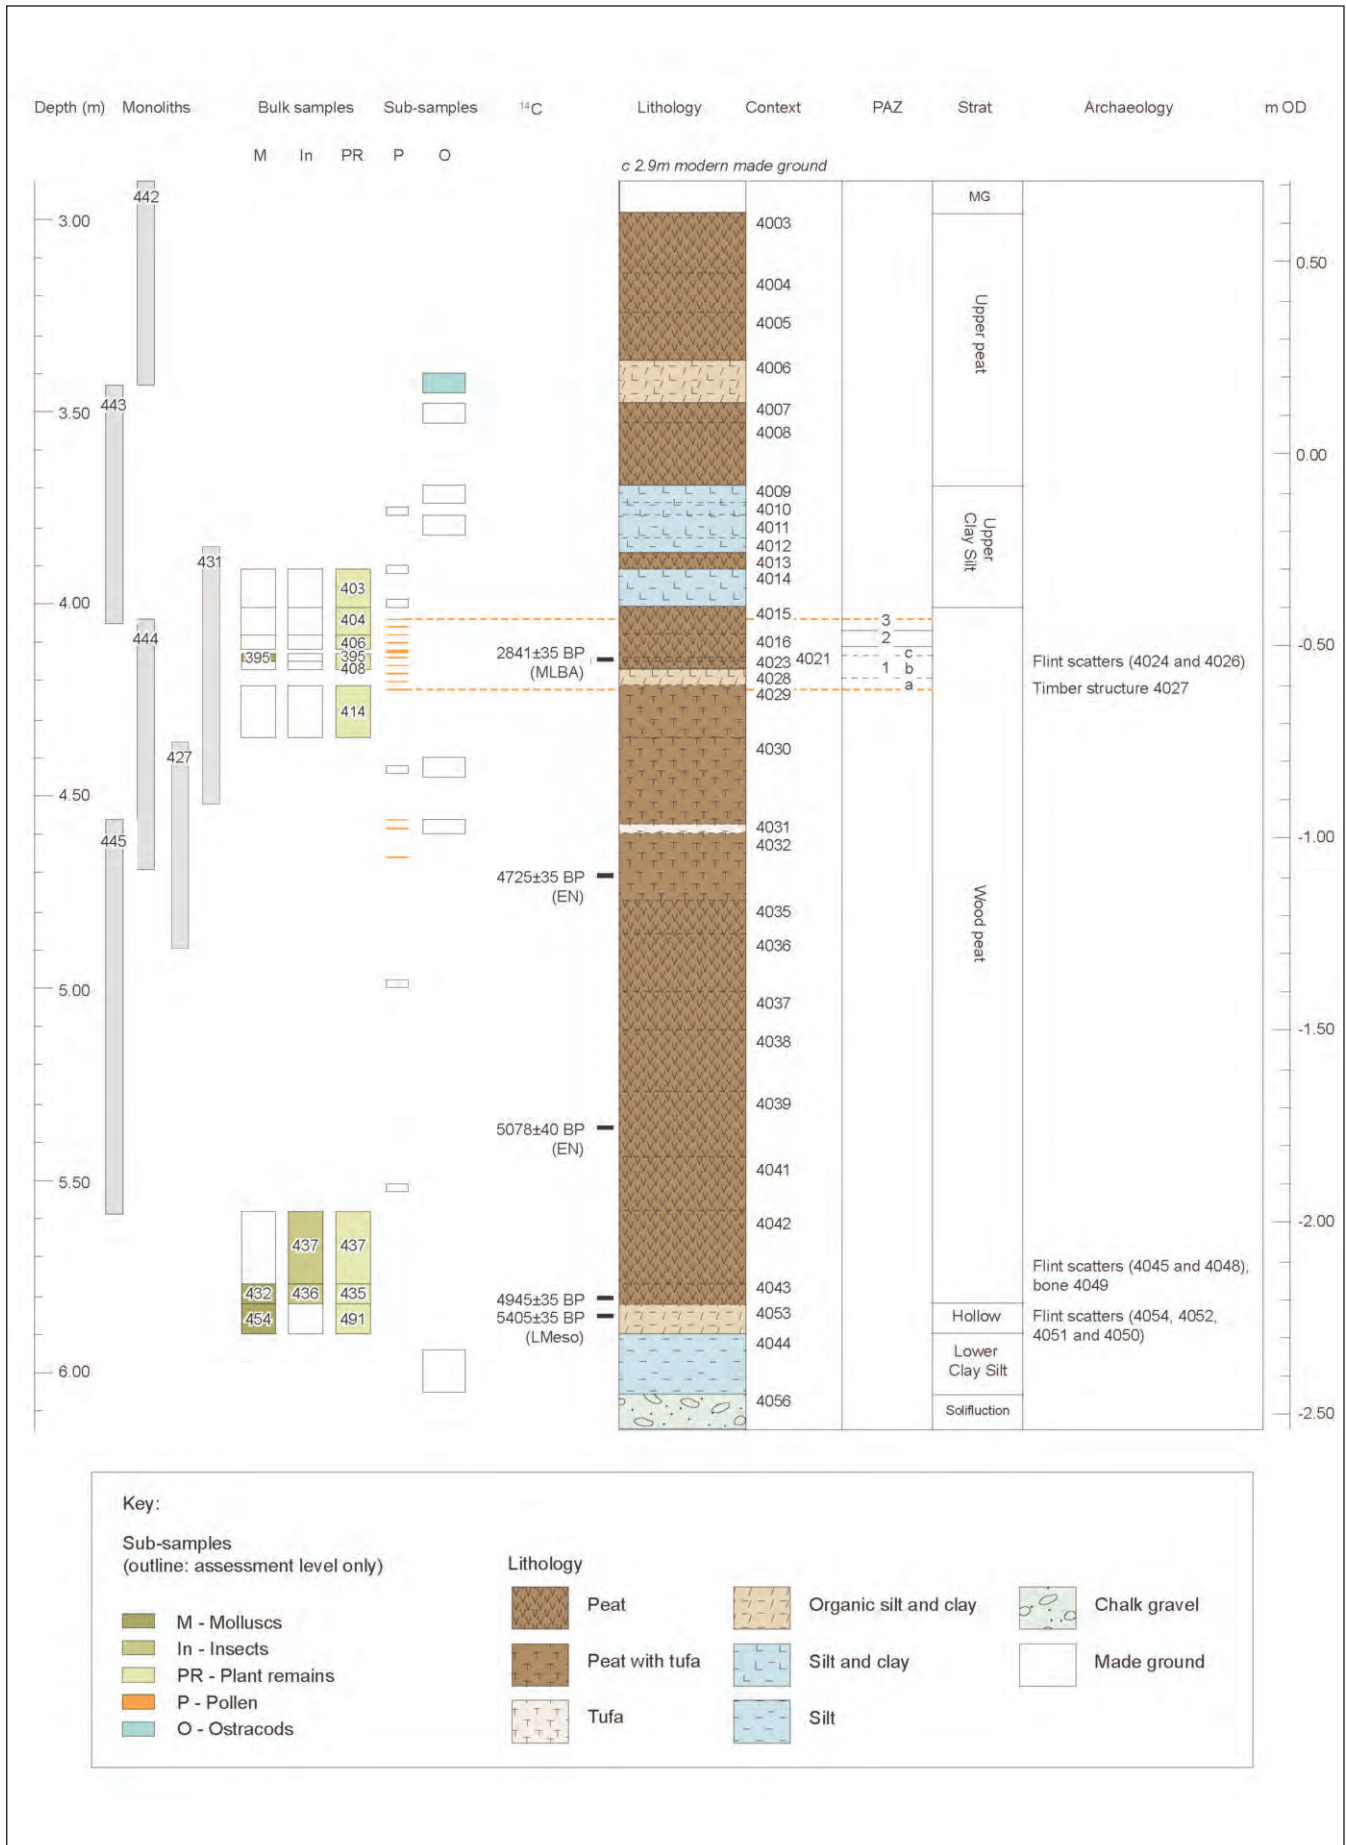 Depth (m) Monoliths Bulk samples Sub-samples 14C Lithology Context PAZ Strat Archaeology m OD
M In PR P O
c 2.9m modern made ground
442
MG
3.00
4003
0.50
4004
Upper peat
4005
4006
443
3.50
4007
4008
0.00
4009
4010
4011
Upper
Clay Silt
4012
431
4013
4014
403
4.00
4015
404
3
444
406
4016
2
-0.50
395
395
2841±35 BP
(MLBA)
4023
4021
c
1
b
408
Flint scatters (4024 and 4026)
4028
a
Timber structure 4027
4029
414
427
4030
4.50
445
4031
-1.00
4032
4725±35 BP
(EN)
Wood peat
4035
4036
5.00
4037
-1.50
4038
4039
5078±40 BP
(EN)
4041
5.50
4042
-2.00
437
437
Flint scatters (4045 and 4048),
bone 4049
432
436
435
4945±35 BP
4043
454
491
5405±35 BP
(LMeso)
4053
Hollow
Flint scatters (4054, 4052,
4051 and 4050)
4044
Lower
Clay Silt
6.00
4056
Solifluction
-2.50
Key:
Sub-samples
(outline: assessment level only)
M - Molluscs
In - Insects
PR - Plant remains
P - Pollen
O - Ostracods
Lithology
Peat
Organic silt and clay
Chalk gravel
Peat with tufa
Silt and clay
Made ground
Tufa
Silt